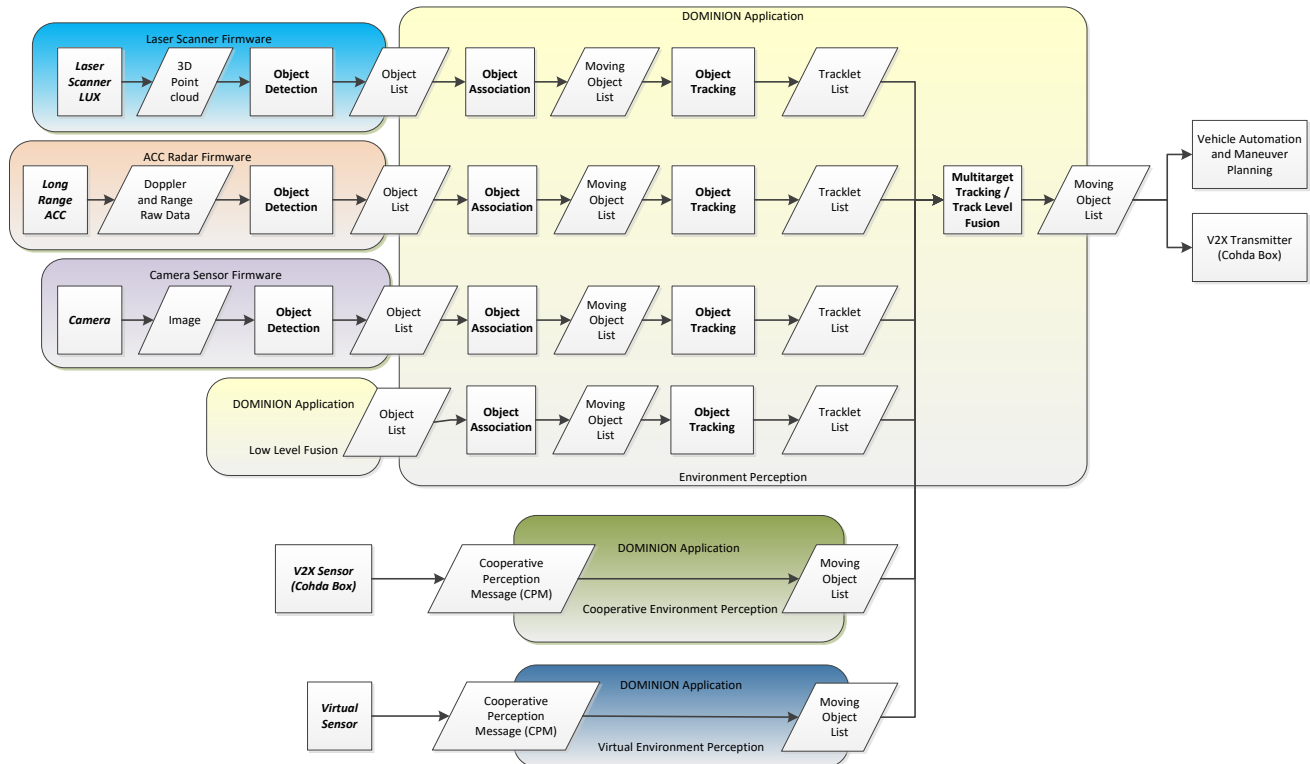 DOMINION Application
Laser Scanner Firmware
Laser
Scanner
LUX
3D
Point
cloud
Object
Detection
Object
List
Object
Association
Moving
Object
List
Object
Tracking
Tracklet
List
ACC Radar Firmware
Long
Range
ACC
Doppler
and Range
Raw Data
Object
Detection
Object
List
Object
Association
Moving
Object
List
Object
Tracking
Tracklet
List
Multitarget
Tracking /
Track Level
Fusion
Moving
Object
List
Vehicle Automation
and Maneuver
Planning
V2X Transmitter
(Cohda Box)
Camera Sensor Firmware
Camera
Image
Object
Detection
Object
List
Object
Association
Moving
Object
List
Object
Tracking
Tracklet
List
DOMINION Application
Low Level Fusion
Object
List
Object
Association
Moving
Object
List
Object
Tracking
Tracklet
List
Environment Perception
V2X Sensor
(Cohda Box)
Cooperative
Perception
Message (CPM)
DOMINION Application
Cooperative Environment Perception
Moving
Object
List
Virtual
Sensor
Cooperative
Perception
Message (CPM)
DOMINION Application
Virtual Environment Perception
Moving
Object
List